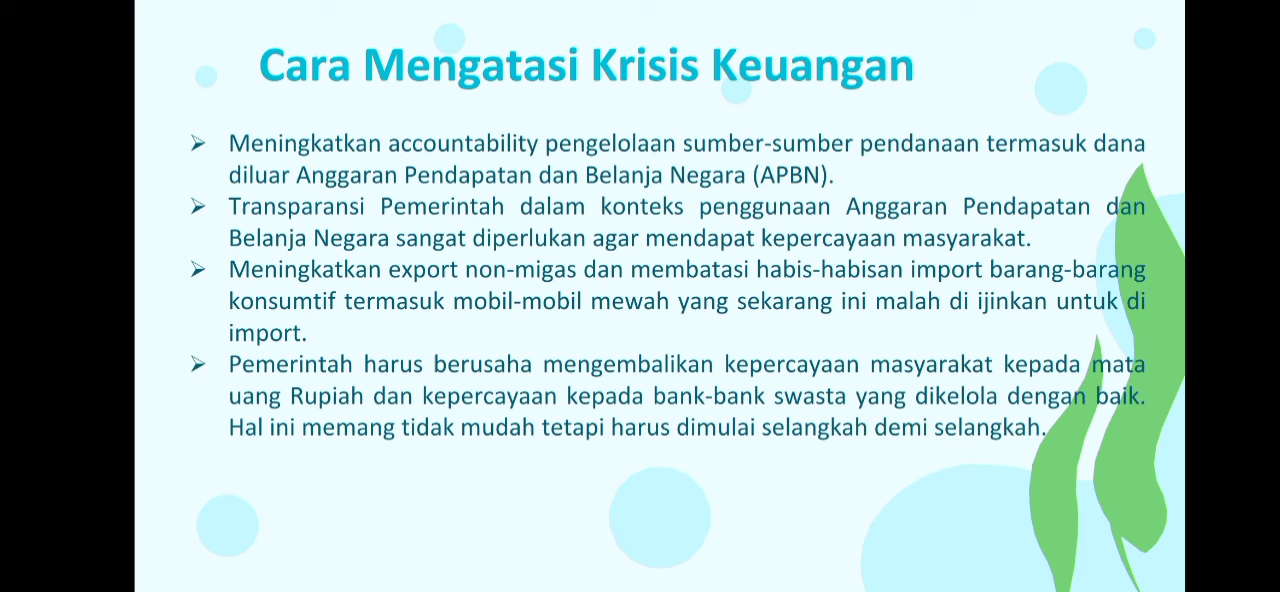 Cara Mengatasi Krisis Keuangan
➢ Meningkatkan accountability pengelolaan sumber-sumber pendanaan termasuk dana
diluar Anggaran Pendapatan dan Belanja Negara (APBN).
➢ Transparansi Pemerintah dalam konteks penggunaan Anggaran Pendapatan dan
Belanja Negara sangat diperlukan agar mendapat kepercayaan masyarakat.
➢ Meningkatkan export non-migas dan membatasi habis-habisan import barang-barang
konsumtif termasuk mobil-mobil mewah yang sekarang ini malah di ijinkan untuk di
import.
➢ Pemerintah harus berusaha mengembalikan kepercayaan masyarakat kepada mata
uang Rupiah dan kepercayaan kepada bank-bank swasta yang dikelola dengan baik.
Hal ini memang tidak mudah tetapi harus dimulai selangkah demi selangkah.